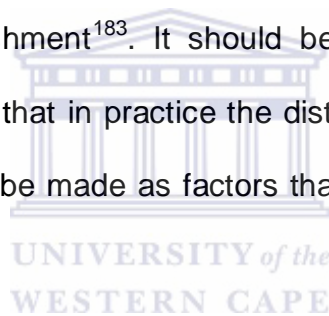 hment¹⁸³. It should be
that in practice the dist
be made as factors tha
UNIVERSITY of the
WESTERN CAPE